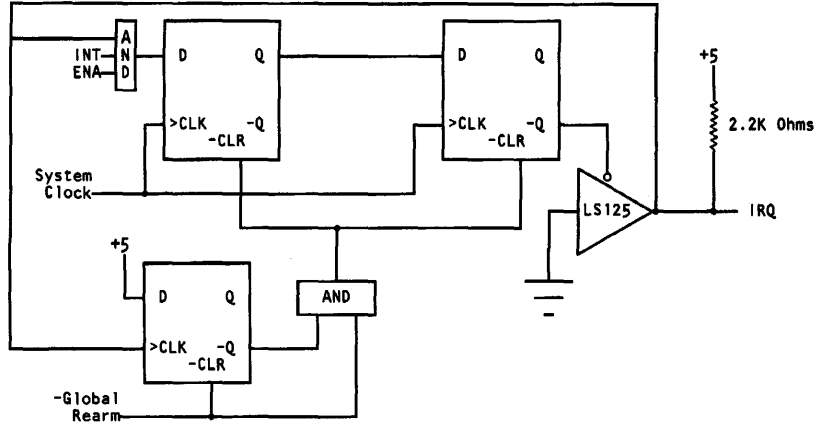 A
INT N
ENA D
D Q
>CLK -Q
-CLR
D Q
>CLK -Q
-CLR
+5
2.2K Ohms
System
Clock
LS125
IRQ
+5
D Q
>CLK -Q
-CLR
AND
-Global
Rearm